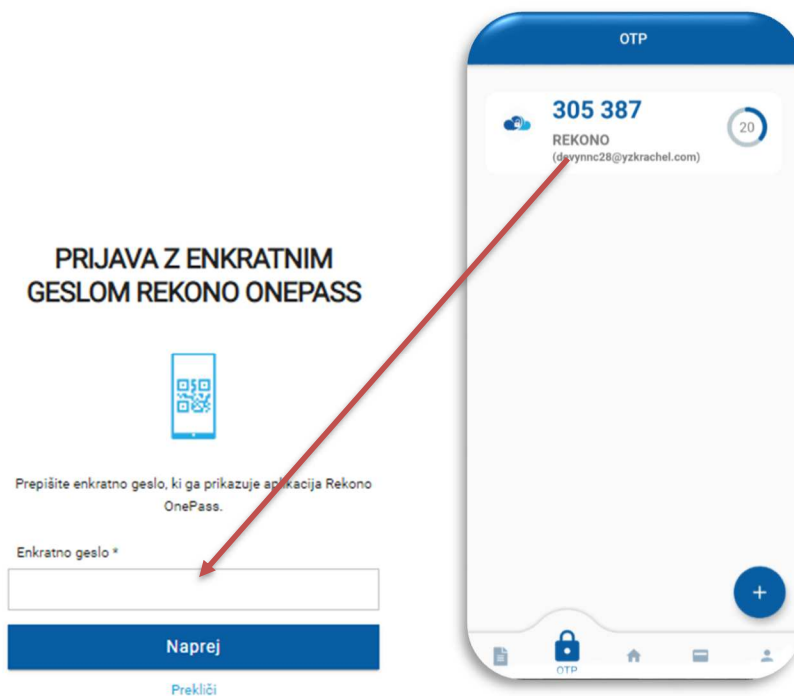 PRIJAVA Z ENKRATNIM
GESLOM REKONO ONEPASS
Prepišite enkratno geslo, ki ga prikazuje aplikacija Rekono
OnePass.
Enkratno geslo *
Naprej
Prekliči
OTP
305 387
20
REKONO
(devynnc28@yzkrachel.com)
+
OTP